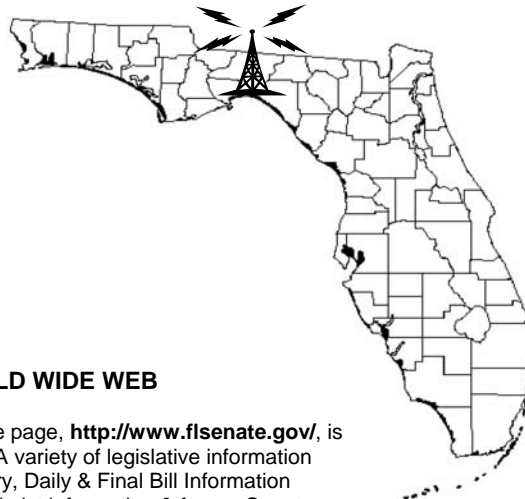 LD WIDE WEB
e page, http://www.flsenate.gov/, is
A variety of legislative information
ry, Daily & Final Bill Information